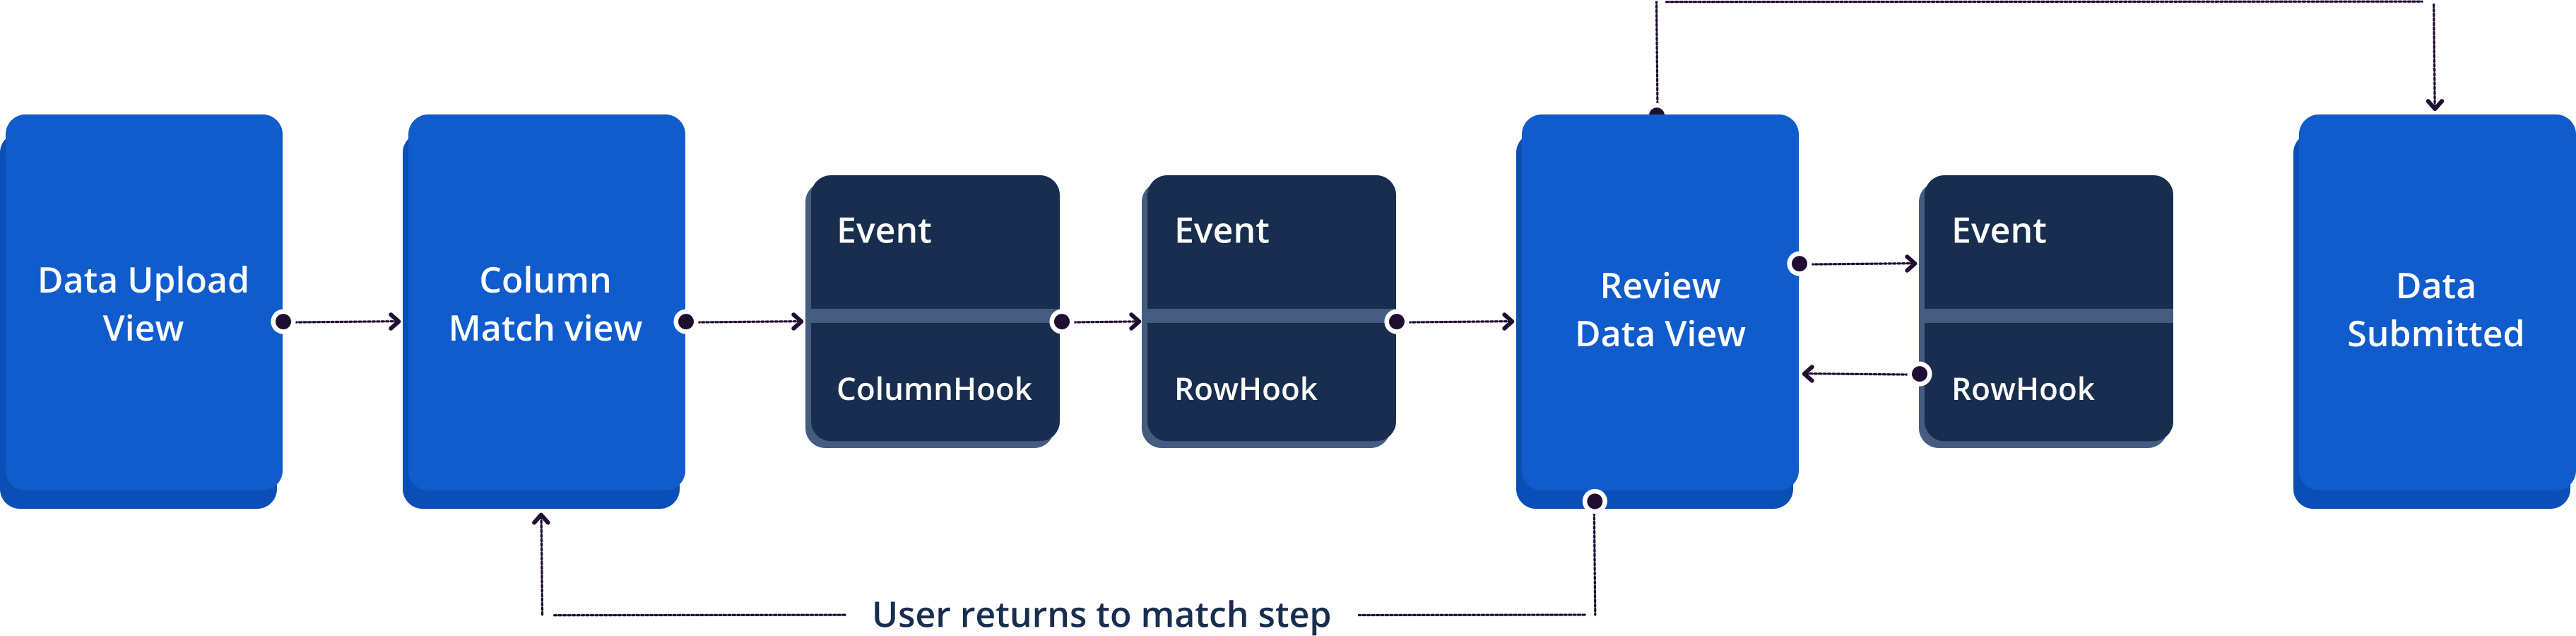 Data Upload
View
Column
Match view
Event
ColumnHook
Event
RowHook
Review
Data View
Event
RowHook
Data
Submitted
User returns to match step